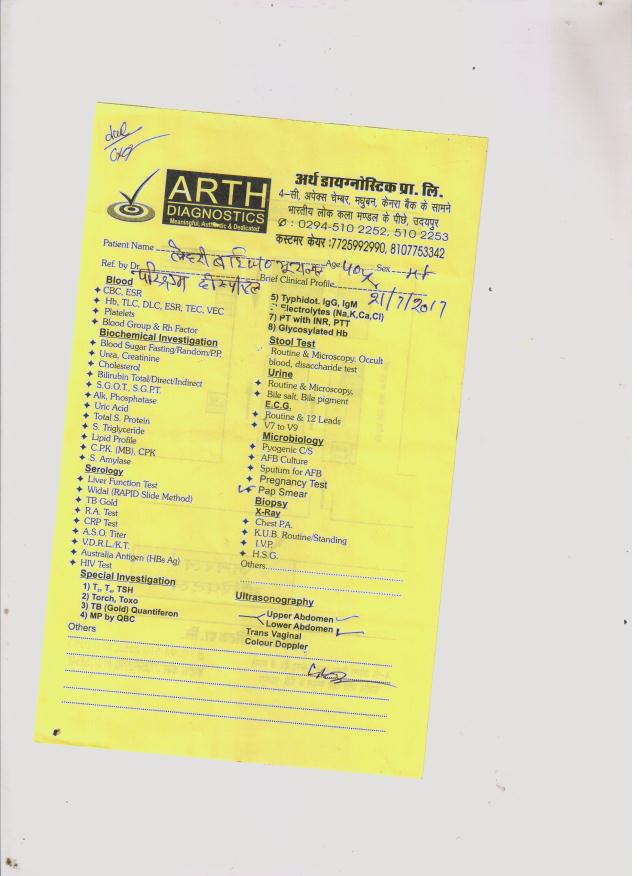 ARTH
DIAGNOSTICS
Meaningful, Authentic & Dedicated
अर्थ डायग्नोस्टिक प्रा. लि.
4–सी, अपेक्स चेम्बर, मधुबन, केनरा बैंक के सामने
भारतीय लोक कला मण्डल के पीछे, उदयपुर
✆ : 0294-510 2252, 510 2253
कस्टमर केयर :7725992990, 8107753342
Patient Name Age 40 Sex
Ref. by Dr. Brief Clinical Profile
21/7/2017
Blood
✦ CBC, ESR
✦ Hb, TLC, DLC, ESR, TEC, VEC
✦ Platelets
✦ Blood Group & Rh Factor
Biochemical Investigation
✦ Blood Sugar Fasting/Random/P.P.
✦ Urea, Creatinine
✦ Cholesterol
✦ Bilirubin Total/Direct/Indirect
✦ S.G.O.T., S.G.P.T.
✦ Alk, Phosphatase
✦ Uric Acid
✦ Total S. Protein
✦ S. Triglyceride
✦ Lipid Profile
✦ C.P.K. (MB), CPK
✦ S. Amylase
Serology
✦ Liver Function Test
✦ Widal (RAPID Slide Method)
✦ TB Gold
✦ R.A. Test
✦ CRP Test
✦ A.S.O. Titer
✦ V.D.R.L./K.T.
✦ Australia Antigen (HBs Ag)
✦ HIV Test
Special Investigation
1) T₃, T₄, TSH
2) Torch, Toxo
3) TB (Gold) Quantiferon
4) MP by QBC
Others
5) Typhidot. IgG, IgM
Electrolytes (Na,K,Ca,Cl)
7) PT with INR, PTT
8) Glycosylated Hb
Stool Test
Routine & Microscopy, Occult
blood, disaccharide test
Urine
✦ Routine & Microscopy,
✦ Bile salt, Bile pigment
E.C.G.
✦ Routine & 12 Leads
✦ V7 to V9
Microbiology
✦ Pyogenic C/S
✦ AFB Culture
✦ Sputum for AFB
✦ Pregnancy Test
✦ Pap Smear
Biopsy
X-Ray
✦ Chest P.A.
✦ K.U.B. Routine/Standing
✦ I.V.P.
✦ H.S.G.
Others
Ultrasonography
Upper Abdomen
Lower Abdomen
Trans Vaginal
Colour Doppler